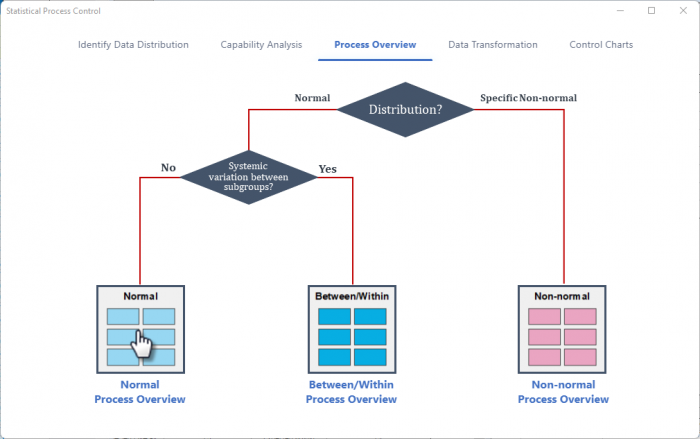 Statistical Process Control
Identify Data Distribution
Capability Analysis
Process Overview
Data Transformation
Control Charts
Normal
Distribution?
Specific Non-normal
No
Systemic
variation between
subgroups?
Yes
Normal
Between/Within
Non-normal
Normal
Process Overview
Between/Within
Process Overview
Non-normal
Process Overview